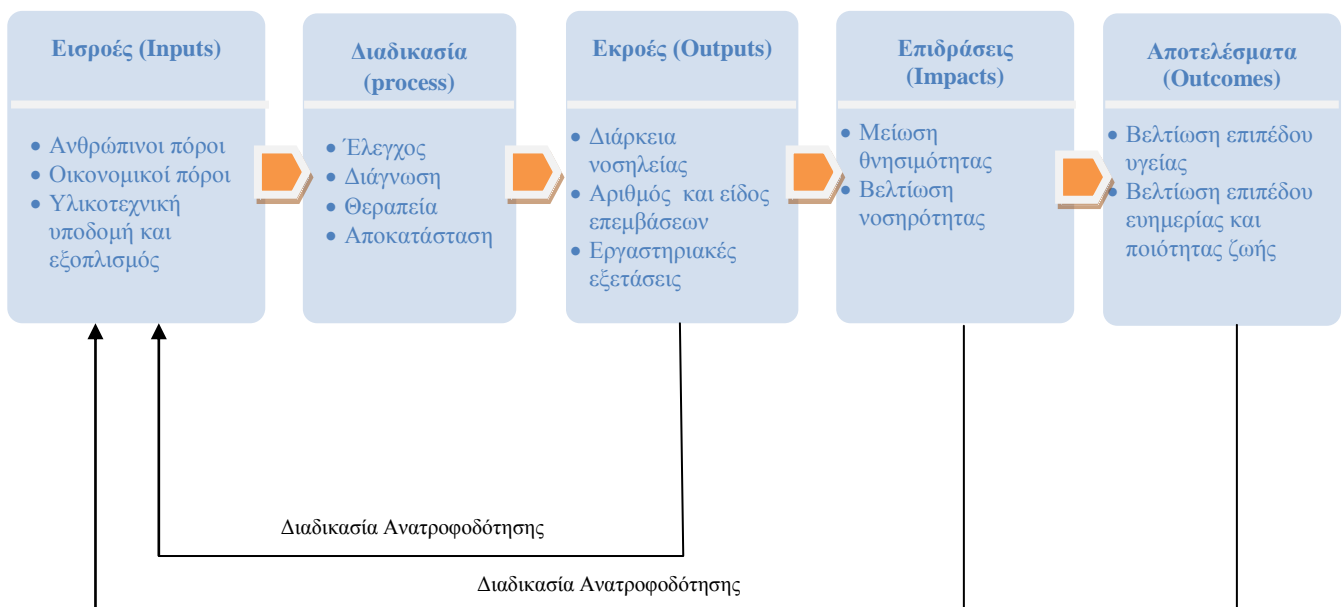 Εισροές (Inputs)
• Ανθρώπινοι πόροι
• Οικονομικοί πόροι
• Υλικοτεχνική
υποδομή και
εξοπλισμός
Διαδικασία
(process)
• Έλεγχος
• Διάγνωση
• Θεραπεία
• Αποκατάσταση
Εκροές (Outputs)
• Διάρκεια
νοσηλείας
• Αριθμός και είδος
επεμβάσεων
• Εργαστηριακές
εξετάσεις
Επιδράσεις
(Impacts)
• Μείωση
θνησιμότητας
• Βελτίωση
νοσηρότητας
Αποτελέσματα
(Outcomes)
• Βελτίωση επιπέδου
υγείας
• Βελτίωση επιπέδου
ευημερίας και
ποιότητας ζωής
Διαδικασία Ανατροφοδότησης
Διαδικασία Ανατροφοδότησης